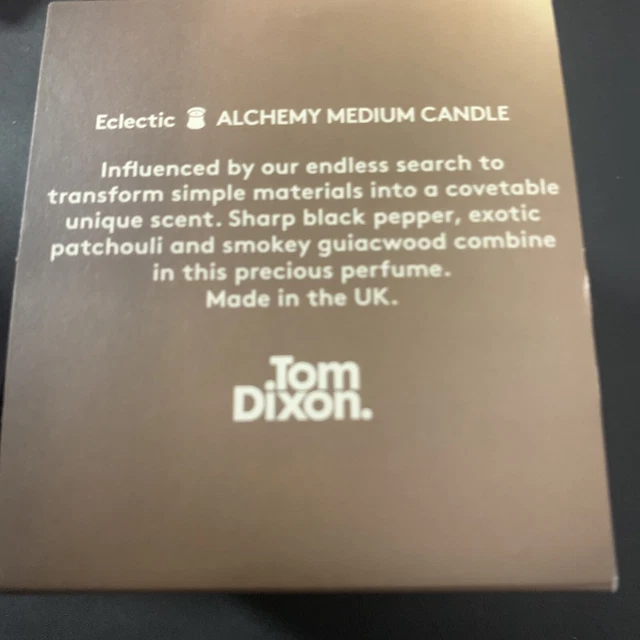 Eclectic ALCHEMY MEDIUM CANDLE
Influenced by our endless search to
transform simple materials into a covetable
unique scent. Sharp black pepper, exotic
patchouli and smokey guiacwood combine
in this precious perfume.
Made in the UK.
Tom
Dixon.